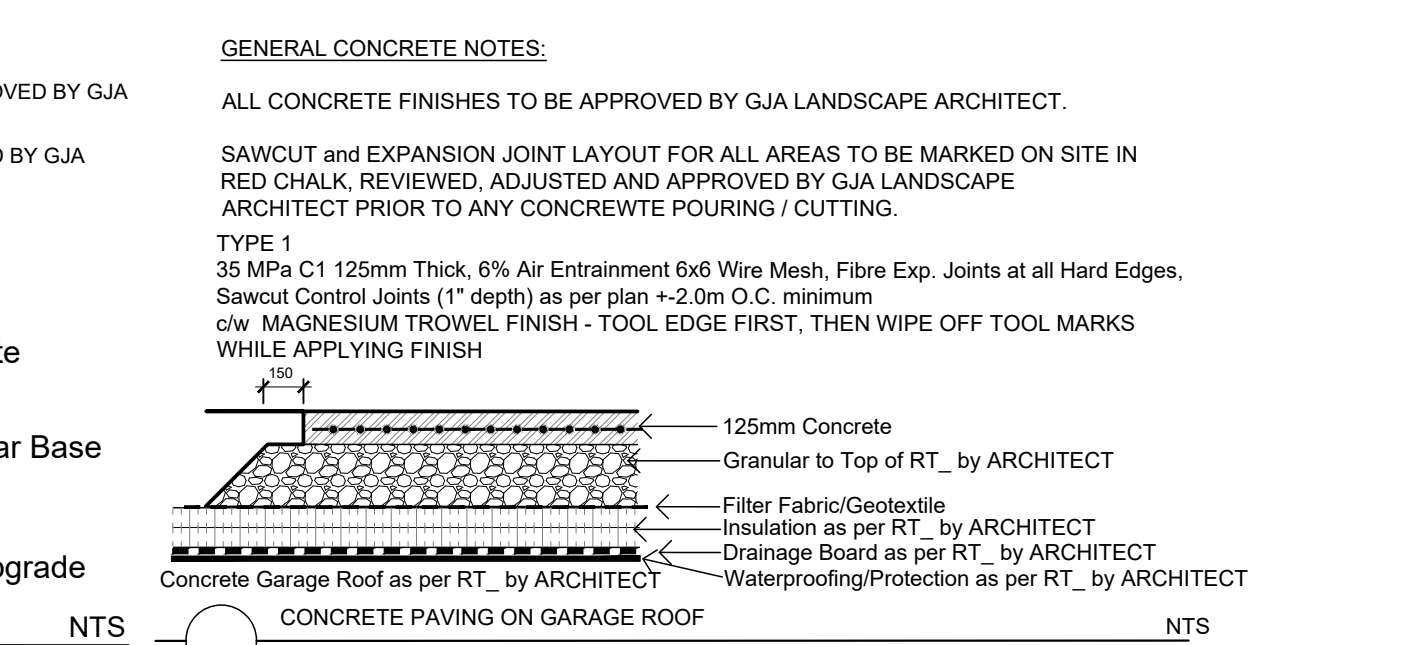 OVED BY GJA
D BY GJA
te
ar Base
ograde
NTS
GENERAL CONCRETE NOTES:
ALL CONCRETE FINISHES TO BE APPROVED BY GJA LANDSCAPE ARCHITECT.
SAWCUT and EXPANSION JOINT LAYOUT FOR ALL AREAS TO BE MARKED ON SITE IN
RED CHALK, REVIEWED, ADJUSTED AND APPROVED BY GJA LANDSCAPE
ARCHITECT PRIOR TO ANY CONCREWTE POURING / CUTTING.
TYPE 1
35 MPa C1 125mm Thick, 6% Air Entrainment 6x6 Wire Mesh, Fibre Exp. Joints at all Hard Edges,
Sawcut Control Joints (1" depth) as per plan +-2.0m O.C. minimum
c/w MAGNESIUM TROWEL FINISH - TOOL EDGE FIRST, THEN WIPE OFF TOOL MARKS
WHILE APPLYING FINISH
150
125mm Concrete
Granular to Top of RT_ by ARCHITECT
Filter Fabric/Geotextile
Insulation as per RT_ by ARCHITECT
Drainage Board as per RT_ by ARCHITECT
Waterproofing/Protection as per RT_ by ARCHITECT
Concrete Garage Roof as per RT_ by ARCHITECT
CONCRETE PAVING ON GARAGE ROOF
NTS